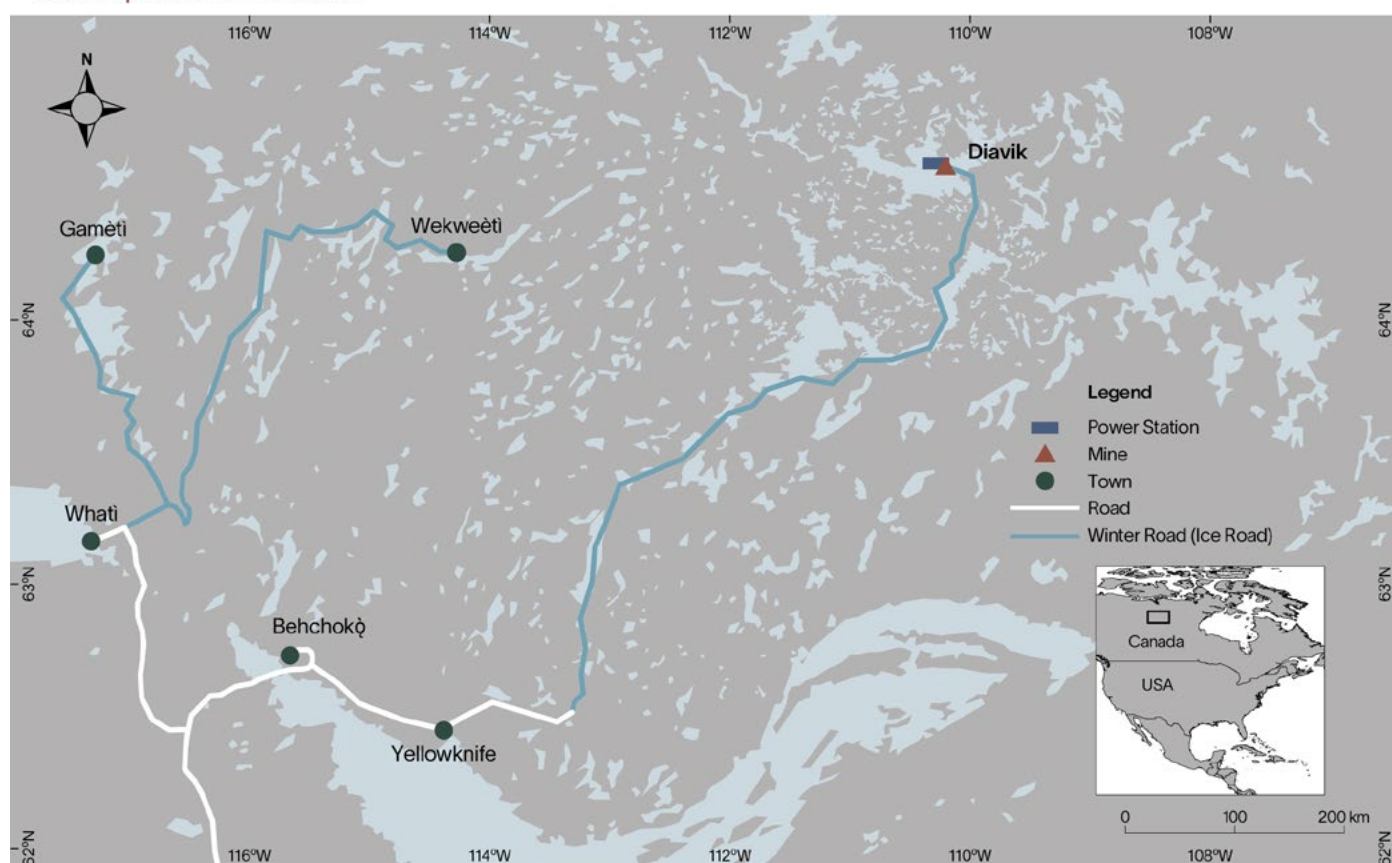 116°W 114°W 112°W 110°W 108°W
N
Diavik
Gamètì
Wekweètì
64°N 64°N
Legend
Power Station
Mine
Town
Road
Winter Road (Ice Road)
Whatì
63°N 63°N
Behchokǫ̀
Canada
USA
Yellowknife
0 100 200 km
62°N 62°N
116°W 114°W 112°W 110°W 108°W